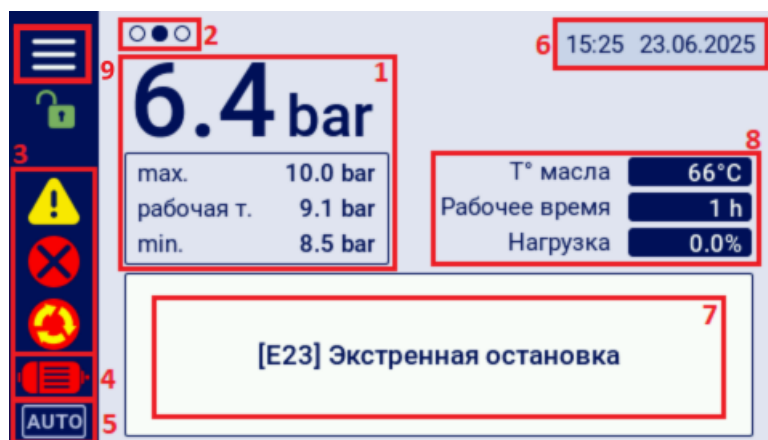 2
6 15:25 23.06.2025
9
1
6.4 bar
3
8
max. 10.0 bar
рабочая т. 9.1 bar
min. 8.5 bar
T° масла 66°C
Рабочее время 1 h
Нагрузка 0.0%
7
[E23] Экстренная остановка
4
AUTO 5